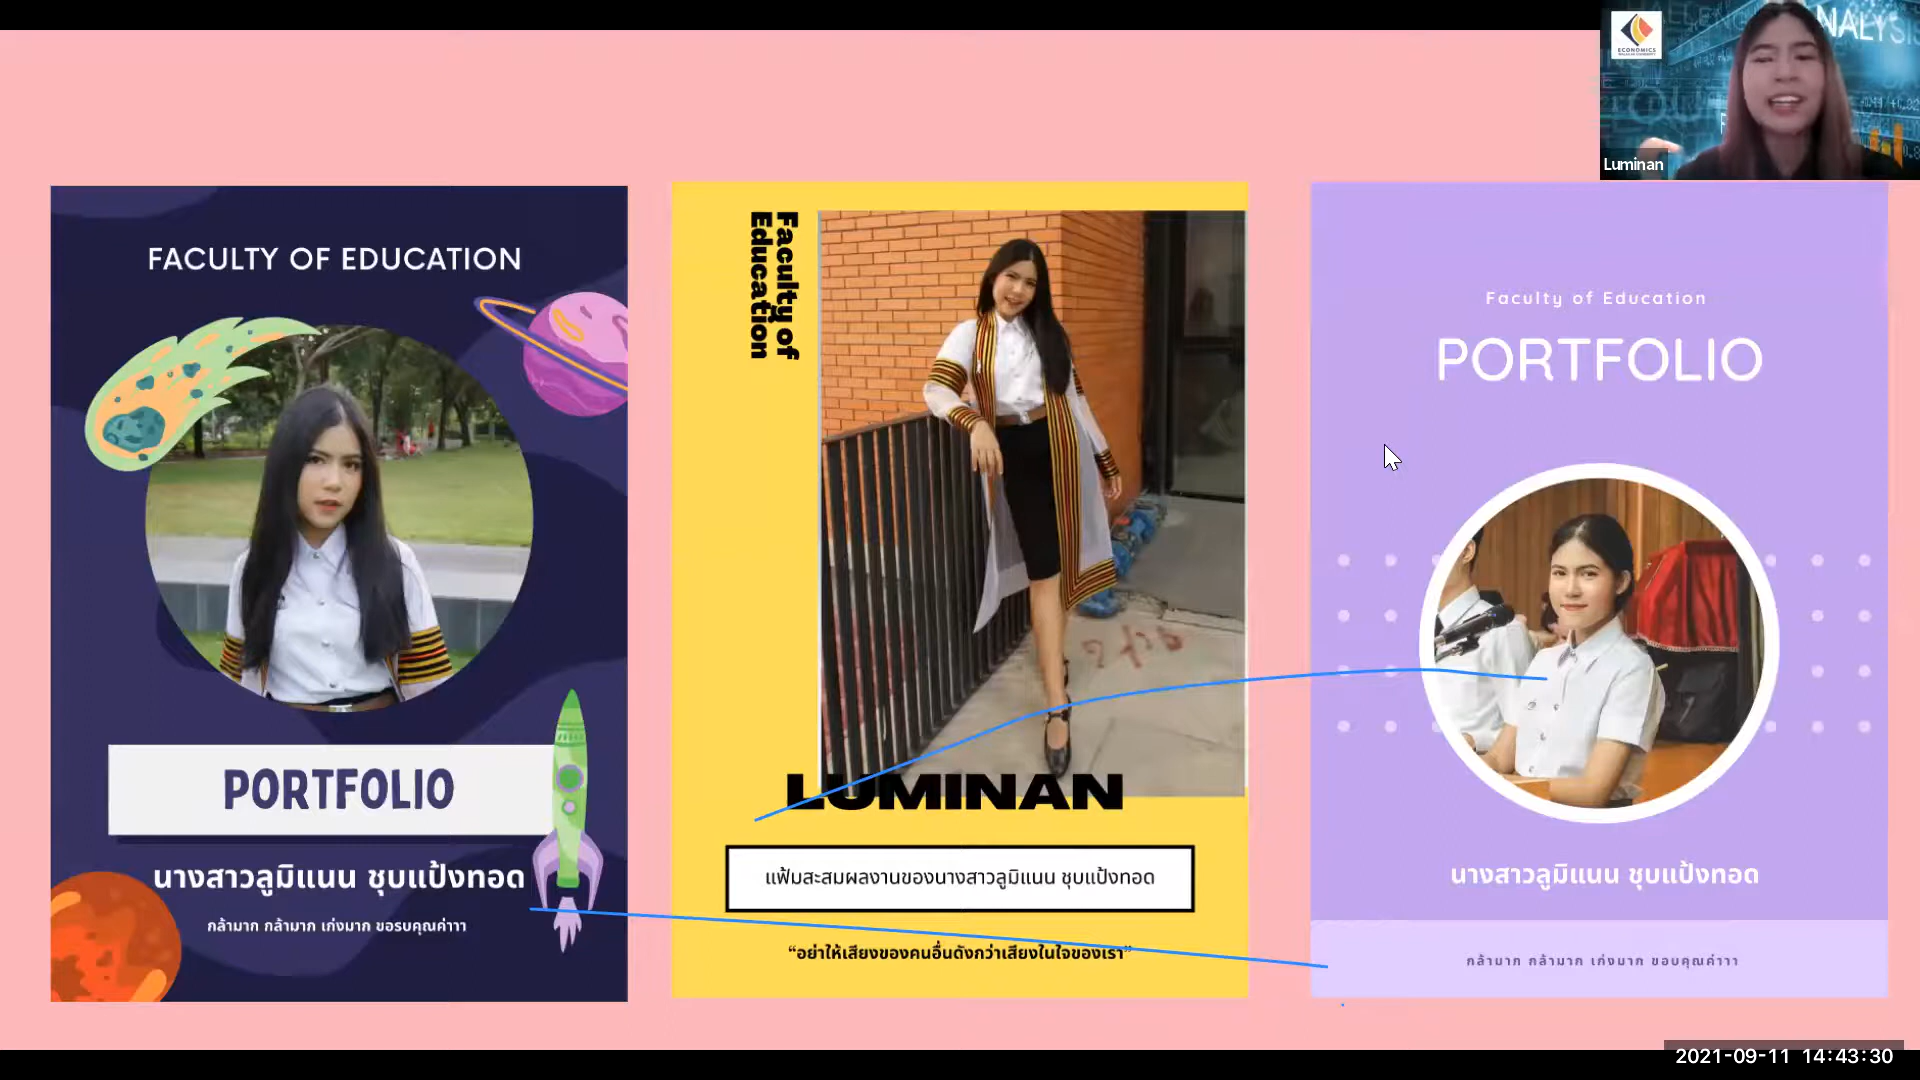 FACULTY OF EDUCATION
PORTFOLIO
นางสาวลูมิแนน ชุบแป้งทอด
กล้ามาก กล้ามาก เก่งมาก ขอรบคุณค่าาา
Faculty of
Education
LUMINAN
แฟ้มสะสมผลงานของนางสาวลูมิแนน ชุบแป้งทอด
“อย่าให้เสียงของคนอื่นดังกว่าเสียงในใจของเรา”
Faculty of Education
PORTFOLIO
นางสาวลูมิแนน ชุบแป้งทอด
กล้ามาก กล้ามาก เก่งมาก ขอบคุณค่าาา
ECONOMICS
Luminan
2021-09-11 14:43:30